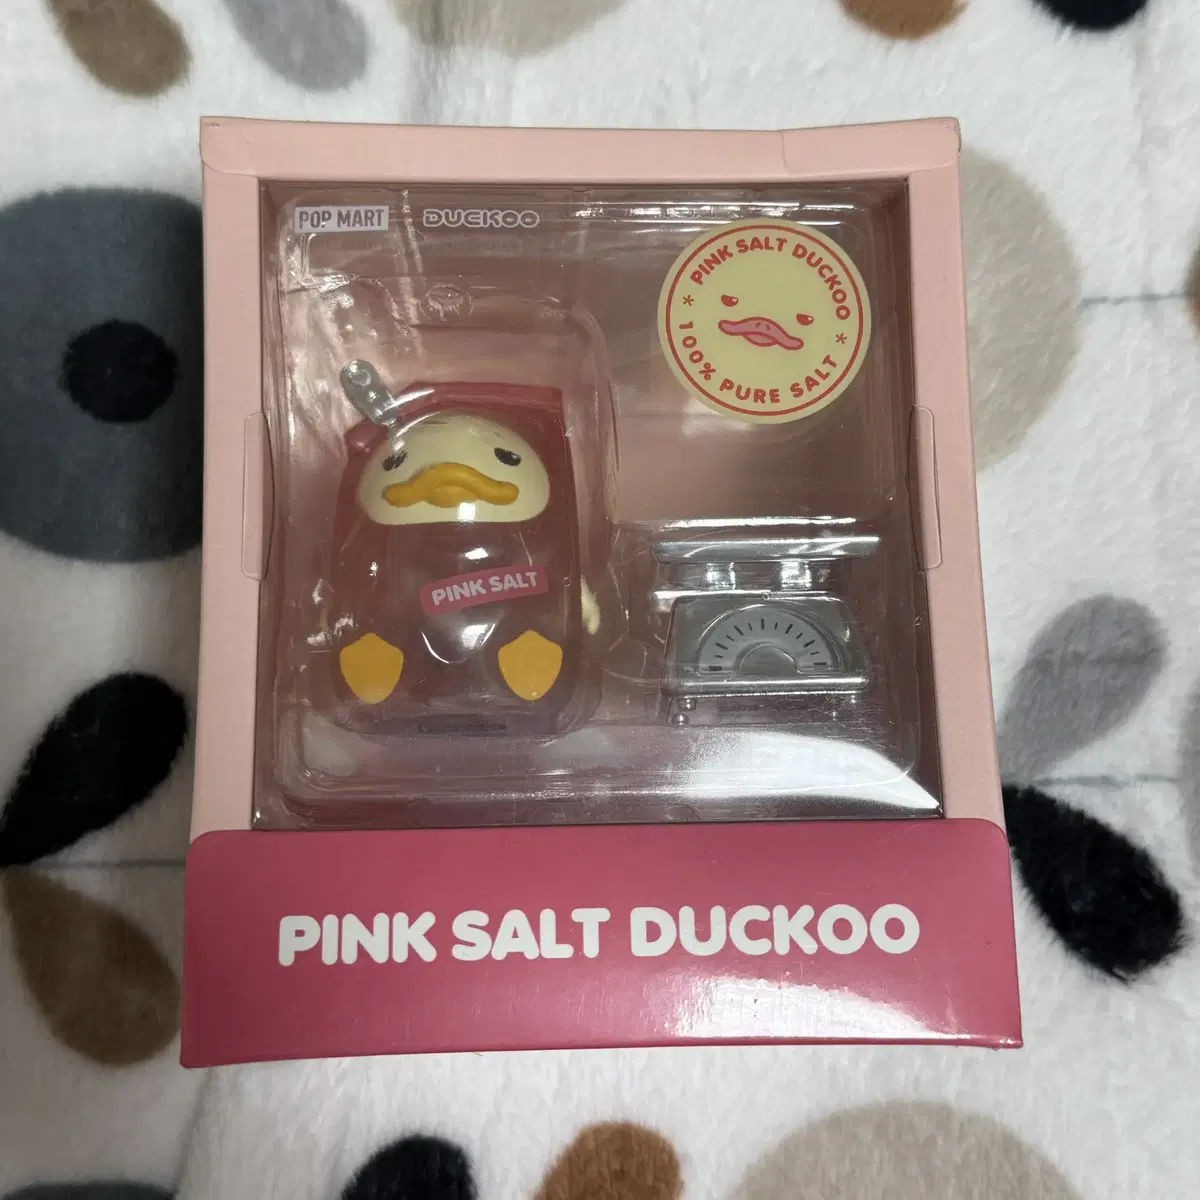 POP MART DUCKOO
PINK SALT DUCKOO
* 100% PURE SALT *
PINK SALT
PINK SALT DUCKOO